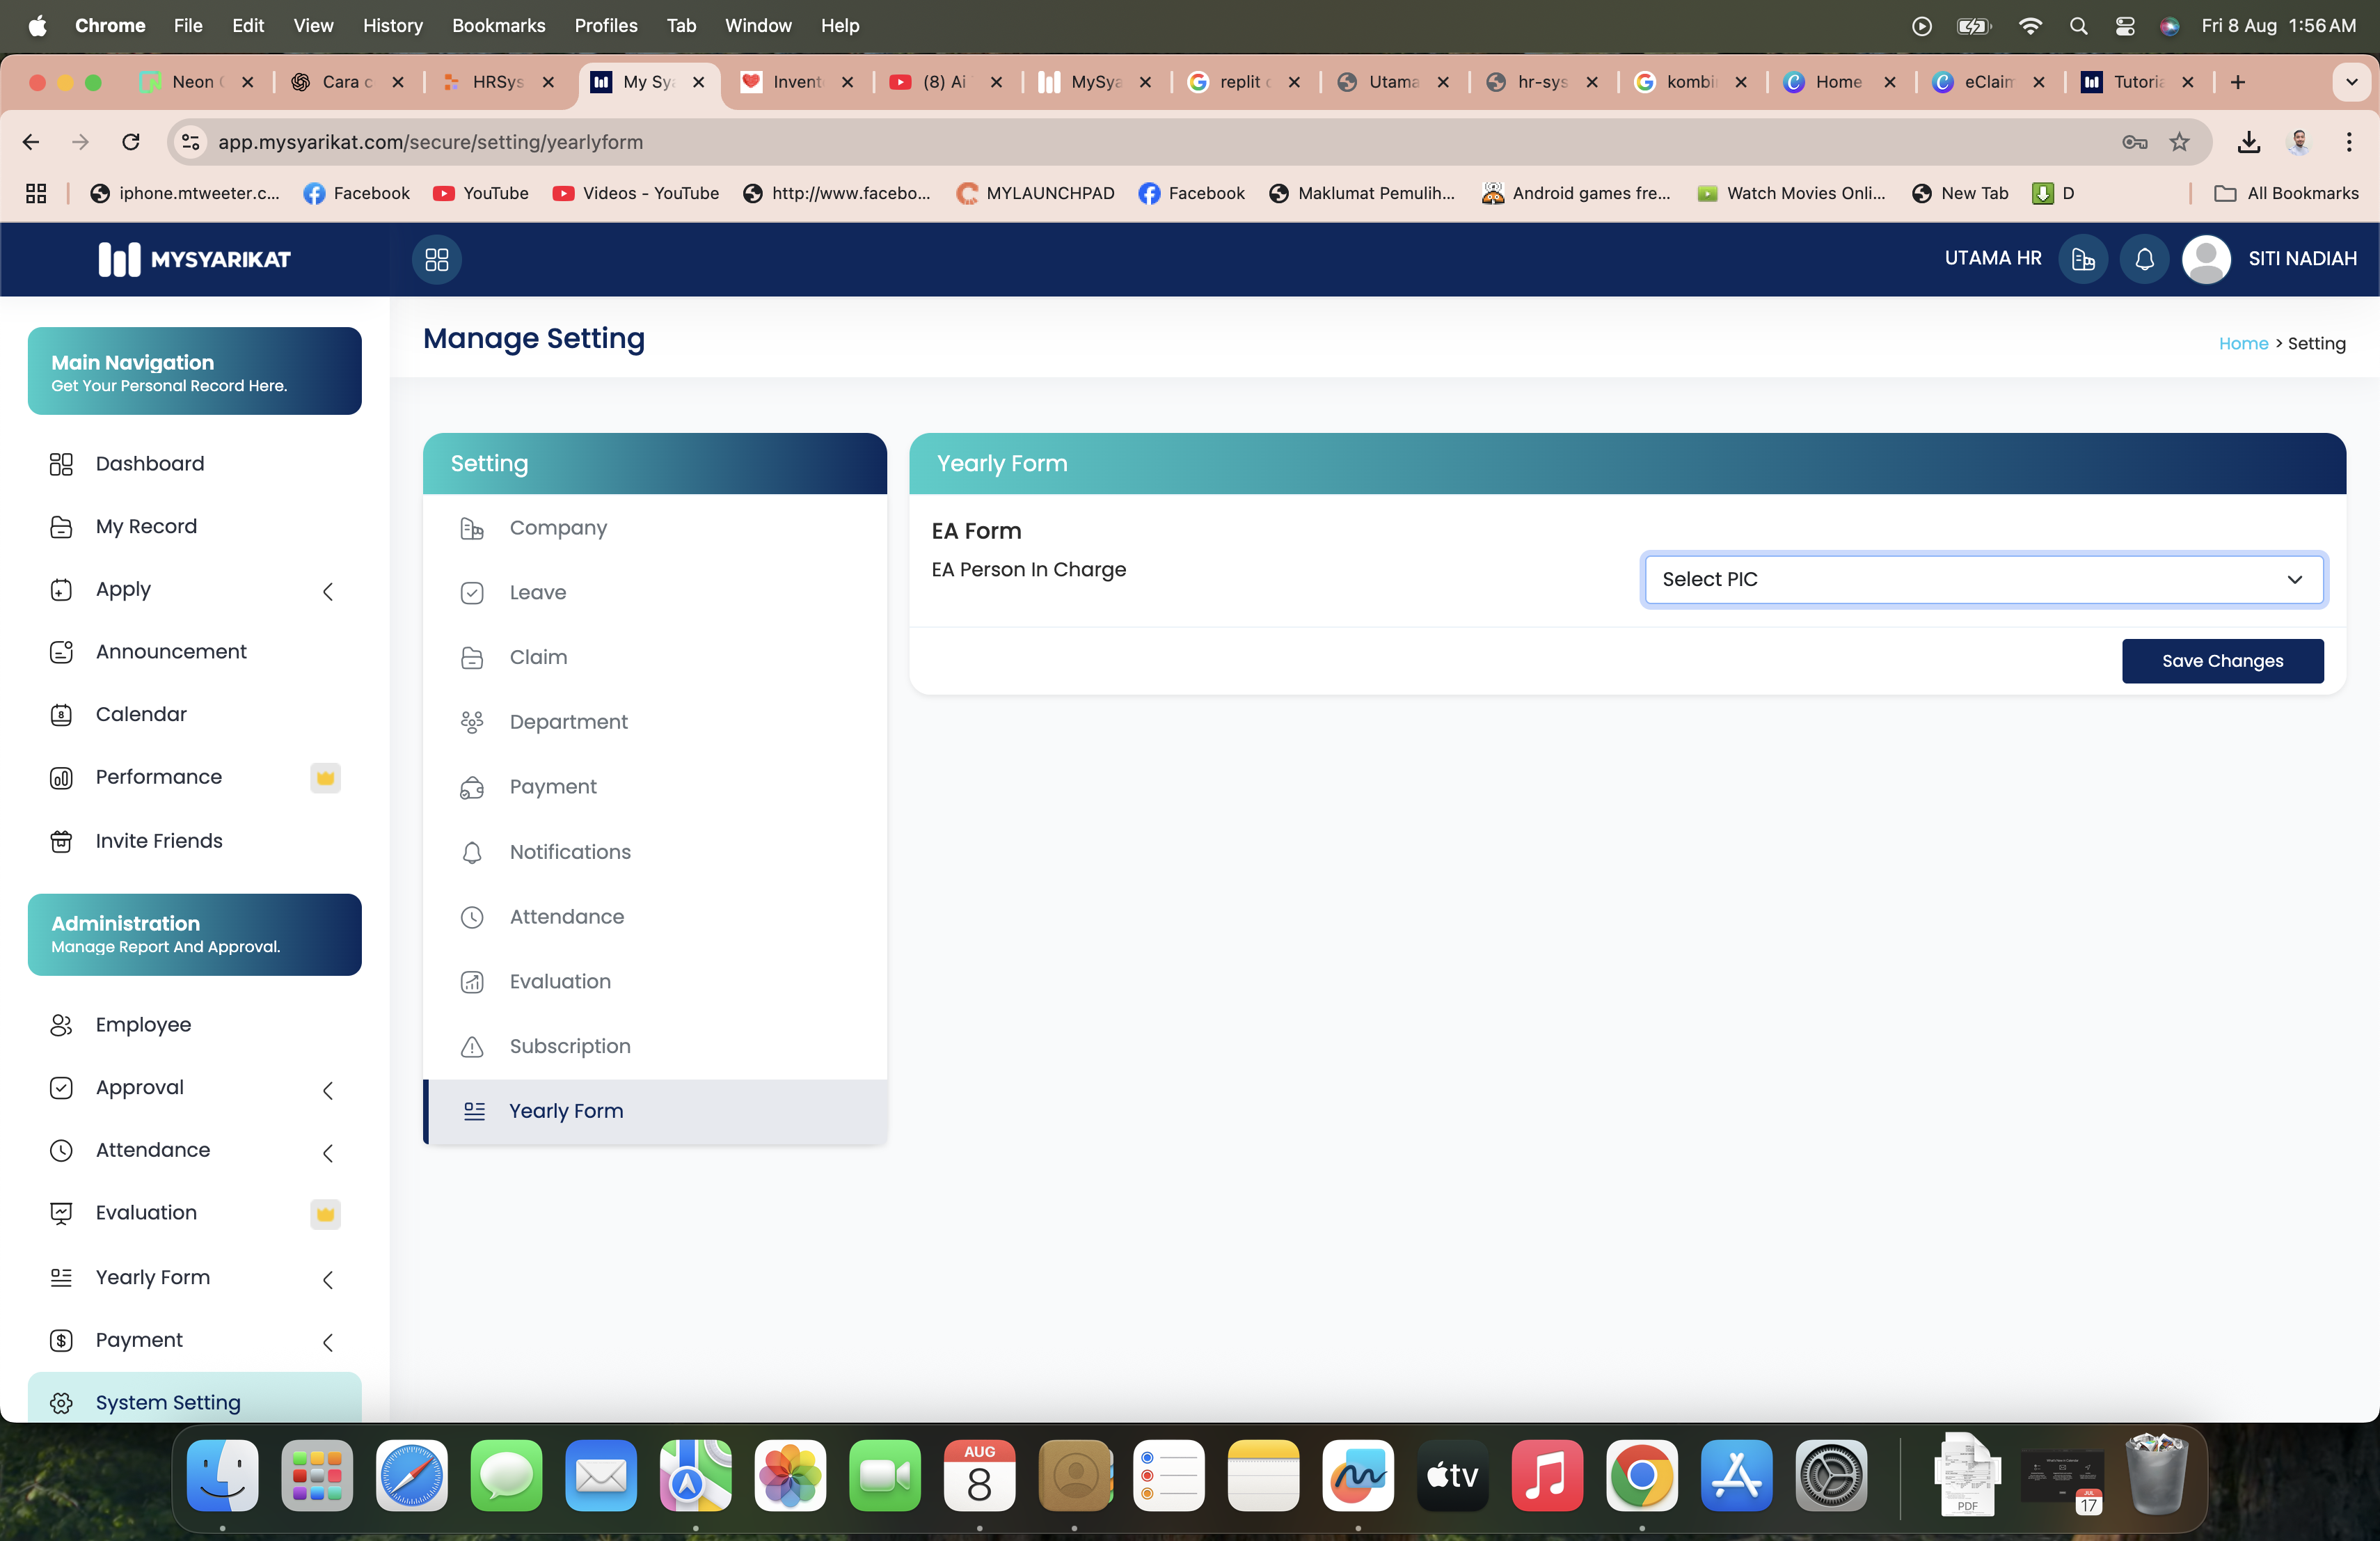 Chrome File Edit View History Bookmarks Profiles Tab Window Help Fri 8 Aug 1:56 AM
Neon Cara c HRSys My Sya Invent (8) Ai MySya replit Utama hr-sys kombi Home eClaim Tutoria
app.mysyarikat.com/secure/setting/yearlyform
iphone.mtweeter.c... Facebook YouTube Videos - YouTube http://www.facebo... MYLAUNCHPAD Facebook Maklumat Pemulih... Android games fre... Watch Movies Onli... New Tab D All Bookmarks
MYSYARIKAT UTAMA HR SITI NADIAH
Manage Setting
Home > Setting
Main Navigation
Get Your Personal Record Here.
Dashboard
My Record
Apply
Announcement
Calendar
8
Performance
Invite Friends
Administration
Manage Report And Approval.
Employee
Approval
Attendance
Evaluation
Yearly Form
Payment
System Setting
Setting
Company
Leave
Claim
Department
Payment
Notifications
Attendance
Evaluation
Subscription
Yearly Form
Yearly Form
EA Form
EA Person In Charge
Select PIC
Save Changes
AUG
8
tv
PDF
JUL
17